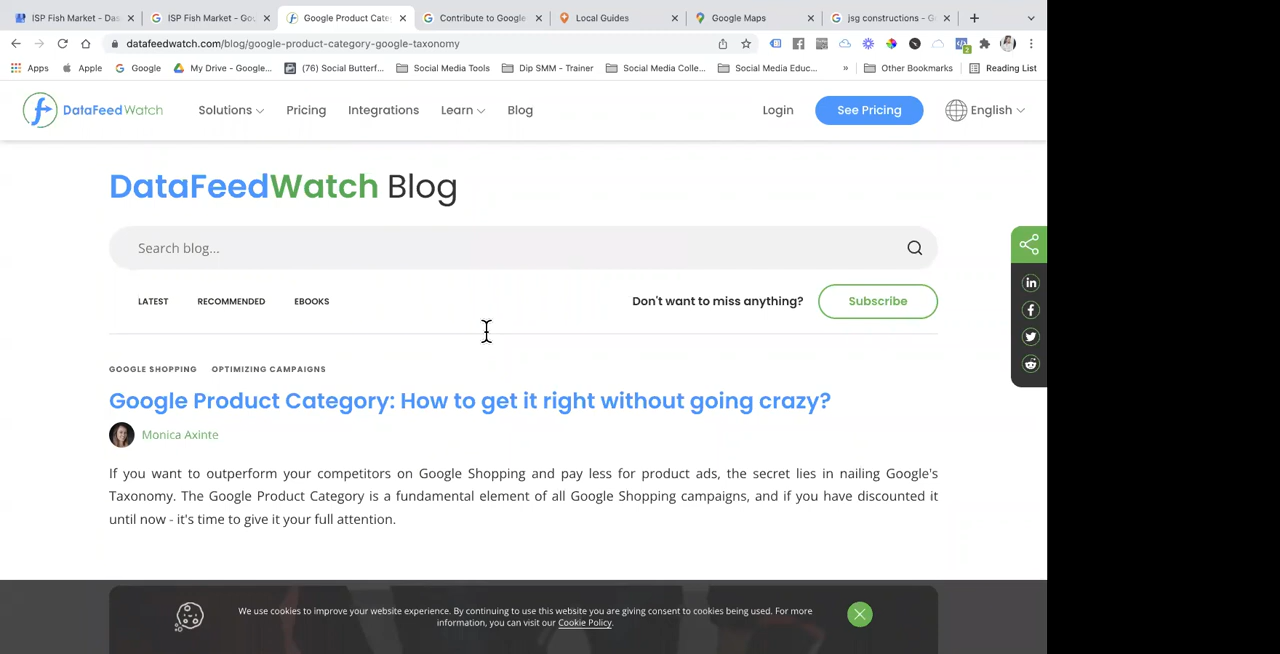 ISP Fish Market - Das
ISP Fish Market - Goo
Google Product Cate
Contribute to Google
Local Guides
Google Maps
jsg constructions - G
datafeedwatch.com/blog/google-product-category-google-taxonomy
2
Apps
Apple
Google
My Drive - Google...
(76) Social Butterf...
Social Media Tools
Dip SMM - Trainer
Social Media Colle...
Social Media Educ...
»
Other Bookmarks
Reading List
DataFeedWatch
Solutions
Pricing
Integrations
Learn
Blog
Login
See Pricing
English
DataFeedWatch Blog
Search blog...
LATEST
RECOMMENDED
EBOOKS
Don't want to miss anything?
Subscribe
GOOGLE SHOPPING
OPTIMIZING CAMPAIGNS
Google Product Category: How to get it right without going crazy?
Monica Axinte
If you want to outperform your competitors on Google Shopping and pay less for product ads, the secret lies in nailing Google's
Taxonomy. The Google Product Category is a fundamental element of all Google Shopping campaigns, and if you have discounted it
until now - it's time to give it your full attention.
We use cookies to improve your website experience. By continuing to use this website you are giving consent to cookies being used. For more
information, you can visit our Cookie Policy.